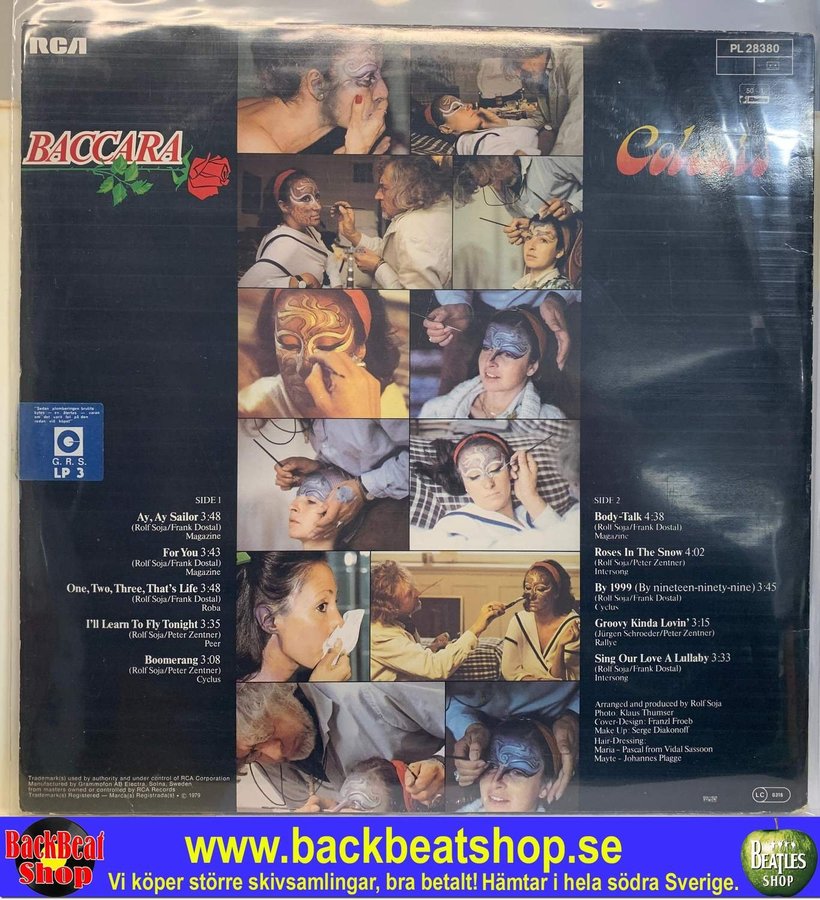 RCA
PL 28380
BACCARA
"Sedan plomberingen brutits
G.R.S.
LP 3
SIDE 1
Ay, Ay Sailor 3:48
(Rolf Soja/Frank Dostal)
Magazine
For You 3:43
(Rolf Soja/Frank Dostal)
Magazine
One, Two, Three, That's Life 3:48
(Rolf Soja/Frank Dostal)
Roba
I'll Learn To Fly Tonight 3:35
(Rolf Soja/Peter Zentner)
Peer
Boomerang 3:08
(Rolf Soja/Peter Zentner)
Cyclus
SIDE 2
Body-Talk 4:38
(Rolf Soja/Frank Dostal)
Magazine
Roses In The Snow 4:02
(Rolf Soja/Peter Zentner)
Intersong
By 1999 (By nineteen-ninety-nine) 3:45
(Rolf Soja/Frank Dostal)
Cyclus
Groovy Kinda Lovin' 3:15
(Jürgen Schroeder/Peter Zentner)
Rallye
Sing Our Love A Lullaby 3:33
(Rolf Soja/Frank Dostal)
Intersong
Arranged and produced by Rolf Soja
Photo: Klaus Thumser
Cover-Design: Franzl Froeb
Make Up: Serge Diakonoff
Hair-Dressing:
Maria - Pascal from Vidal Sassoon
Mayte - Johannes Plagge
Trademark(s) used by authority and under control of RCA Corporation
Manufactured by Grammofon AB Electra, Solna, Sweden
from masters owned or controlled by RCA Records
Trademark(s) Registered — Marca(s) Registrada(s) • © 1979
LC 0316
BackBeat
Shop
www.backbeatshop.se
Vi köper större skivsamlingar, bra betalt! Hämtar i hela södra Sverige.
BEATLES
SHOP